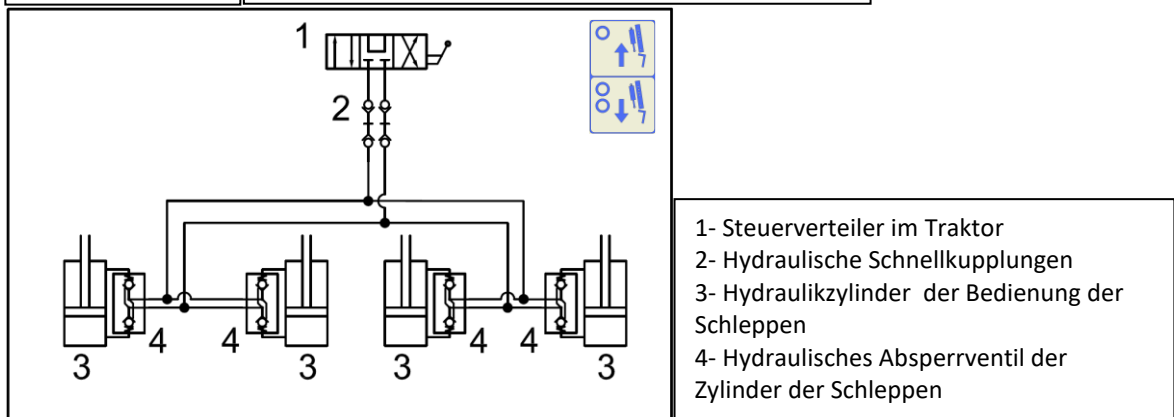 1
2
3
4
4
3
3
4
4
3
1- Steuerverteiler im Traktor
2- Hydraulische Schnellkupplungen
3- Hydraulikzylinder der Bedienung der
Schleppen
4- Hydraulisches Absperrventil der
Zylinder der Schleppen